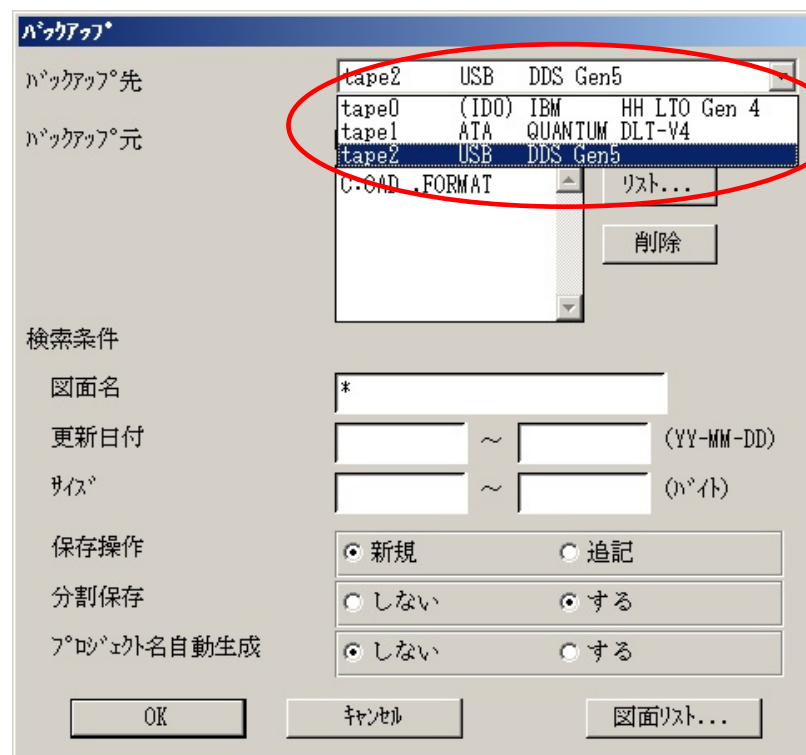 ﾊﾞｯｸｱｯﾌﾟ
ﾊﾞｯｸｱｯﾌﾟ先
tape2 USB DDS Gen5
tape0 (ID0) IBM HH LTO Gen 4
tape1 ATA QUANTUM DLT-V4
tape2 USB DDS Gen5
ﾊﾞｯｸｱｯﾌﾟ元
C:CAD .FORMAT
ﾘｽﾄ...
削除
検索条件
図面名 *
更新日付 ～ (YY-MM-DD)
ｻｲｽﾞ ～ (ﾊﾞｲﾄ)
保存操作 新規 追記
分割保存 しない する
ﾌﾟﾛｼﾞｪｸﾄ名自動生成 しない する
OK ｷｬﾝｾﾙ 図面ﾘｽﾄ...